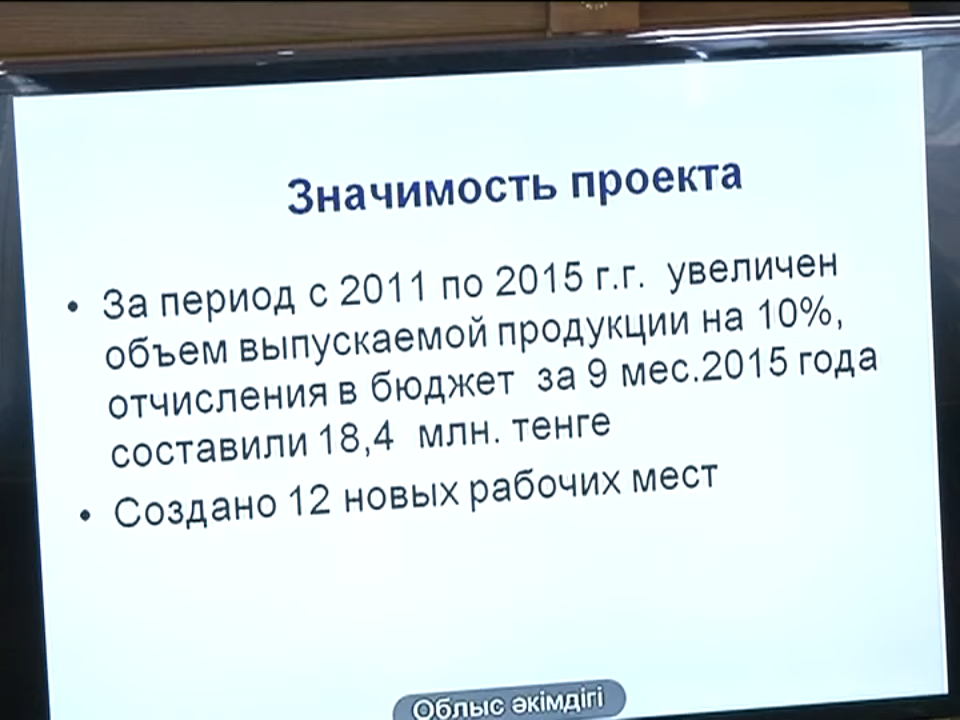 Значимость проекта
• За период с 2011 по 2015 г.г. увеличен
объем выпускаемой продукции на 10%,
отчисления в бюджет за 9 мес.2015 года
составили 18,4 млн. тенге
• Создано 12 новых рабочих мест
Облыс әкімдігі